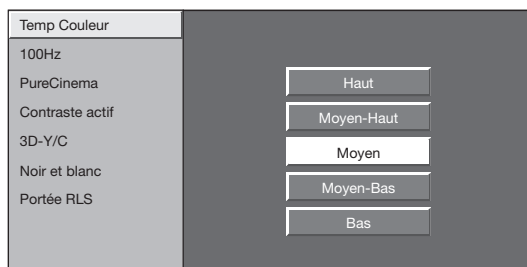 Temp Couleur
100Hz
PureCinema
Contraste actif
3D-Y/C
Noir et blanc
Portée RLS
Haut
Moyen-Haut
Moyen
Moyen-Bas
Bas